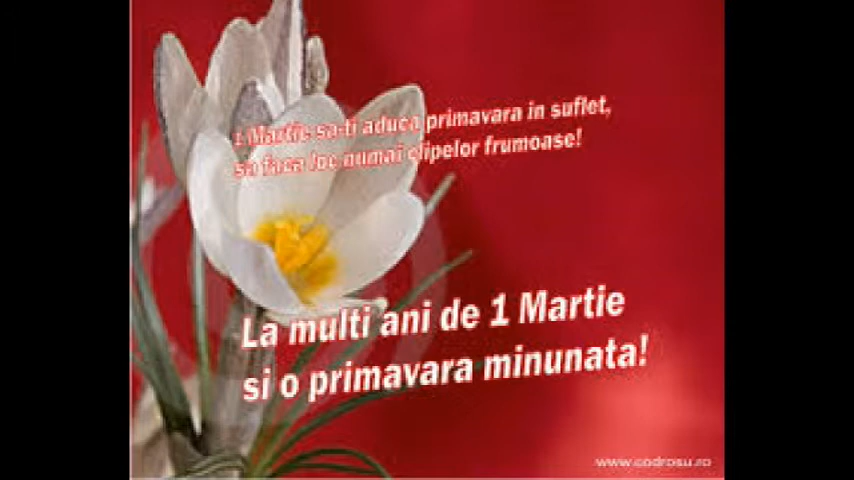 1 Martie sa-ti aduca primavara in suflet,
sa faca loc numai clipelor frumoase!
La multi ani de 1 Martie
si o primavara minunata!
www.codrosu.ro